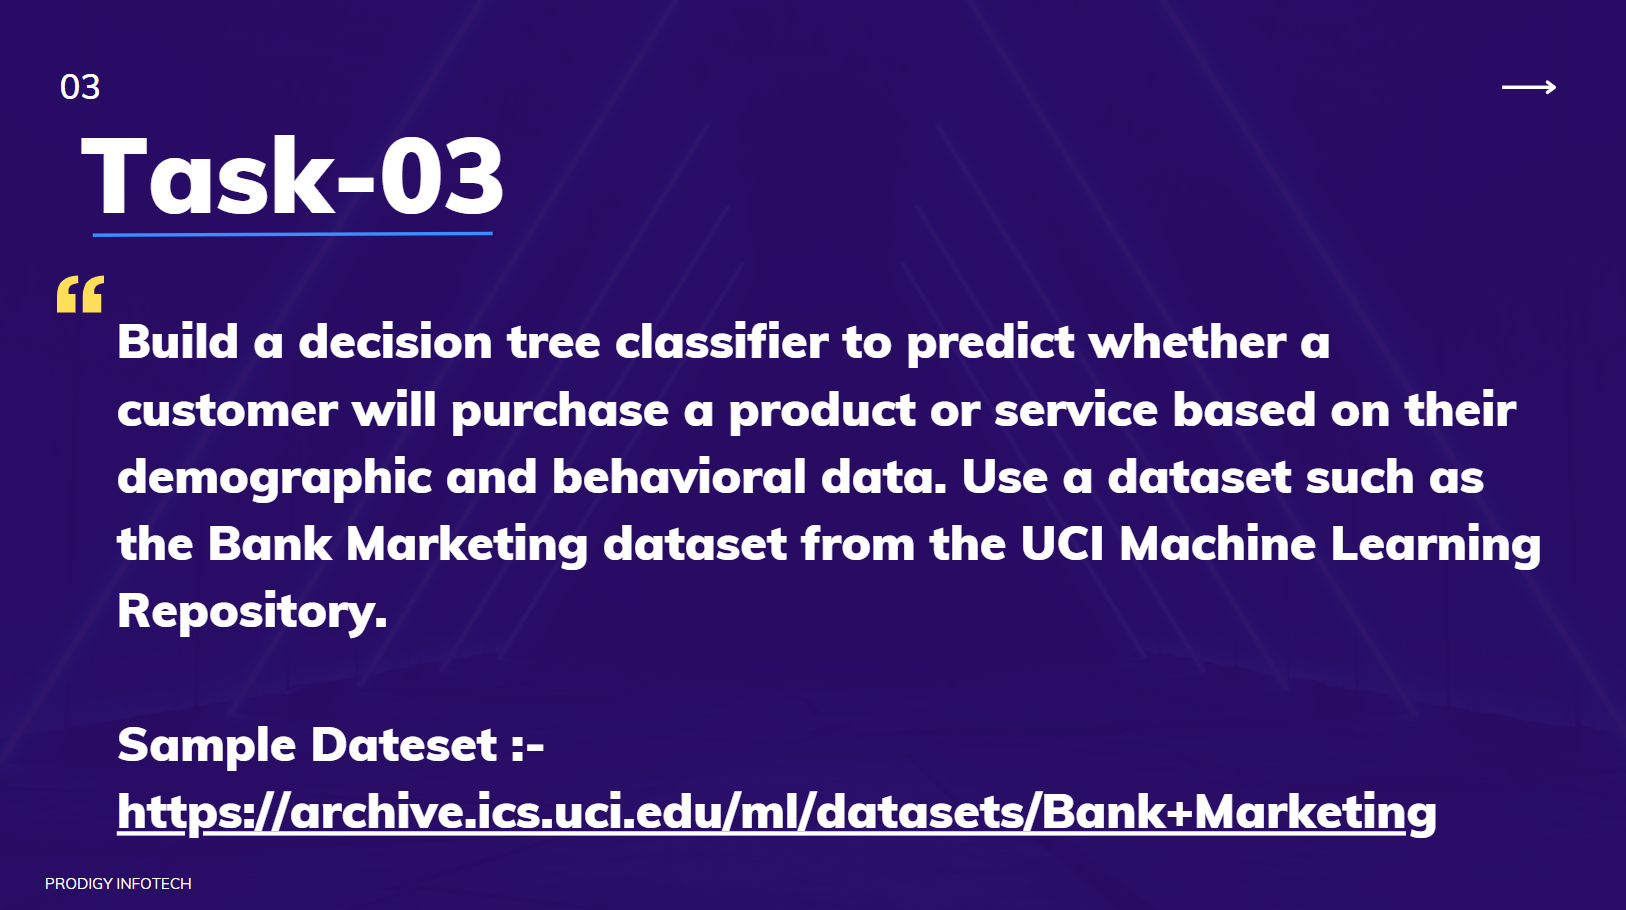 03
Task-03
“
Build a decision tree classifier to predict whether a
customer will purchase a product or service based on their
demographic and behavioral data. Use a dataset such as
the Bank Marketing dataset from the UCI Machine Learning
Repository.
Sample Dateset :-
https://archive.ics.uci.edu/ml/datasets/Bank+Marketing
PRODIGY INFOTECH